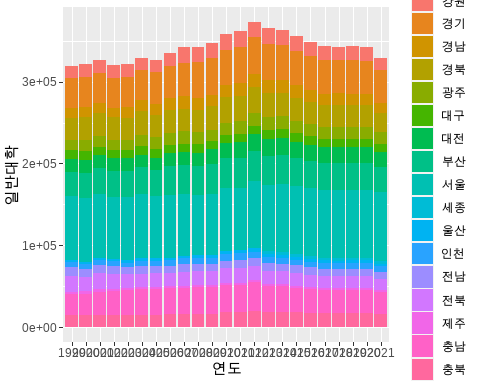 일반대학
3e+05
2e+05
1e+05
0e+00
연도
강원
경기
경남
경북
광주
대구
대전
부산
서울
세종
울산
인천
전남
전북
제주
충남
충북